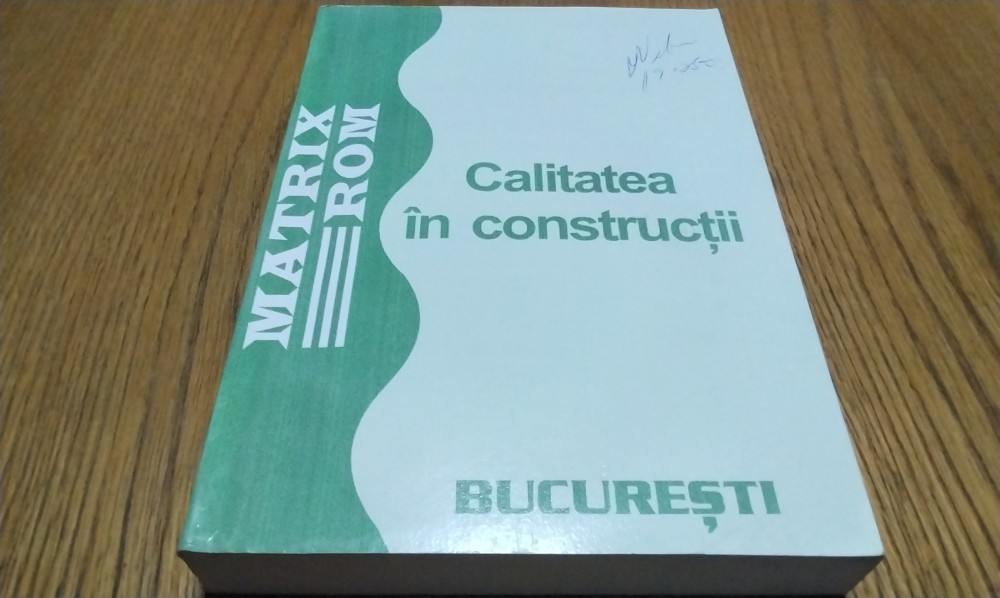 MATRIX
ROM
Calitatea
în construcții
BUCUREȘTI